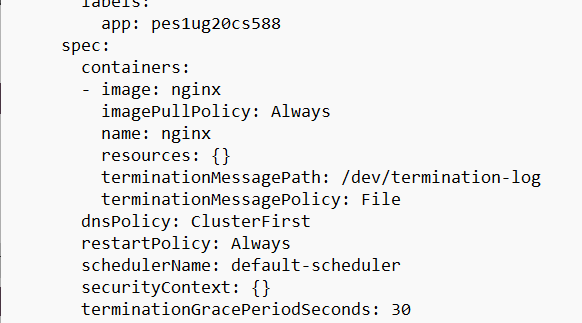 labels:
app: pes1ug20cs588
spec:
containers:
- image: nginx
imagePullPolicy: Always
name: nginx
resources: {}
terminationMessagePath: /dev/termination-log
terminationMessagePolicy: File
dnsPolicy: ClusterFirst
restartPolicy: Always
schedulerName: default-scheduler
securityContext: {}
terminationGracePeriodSeconds: 30